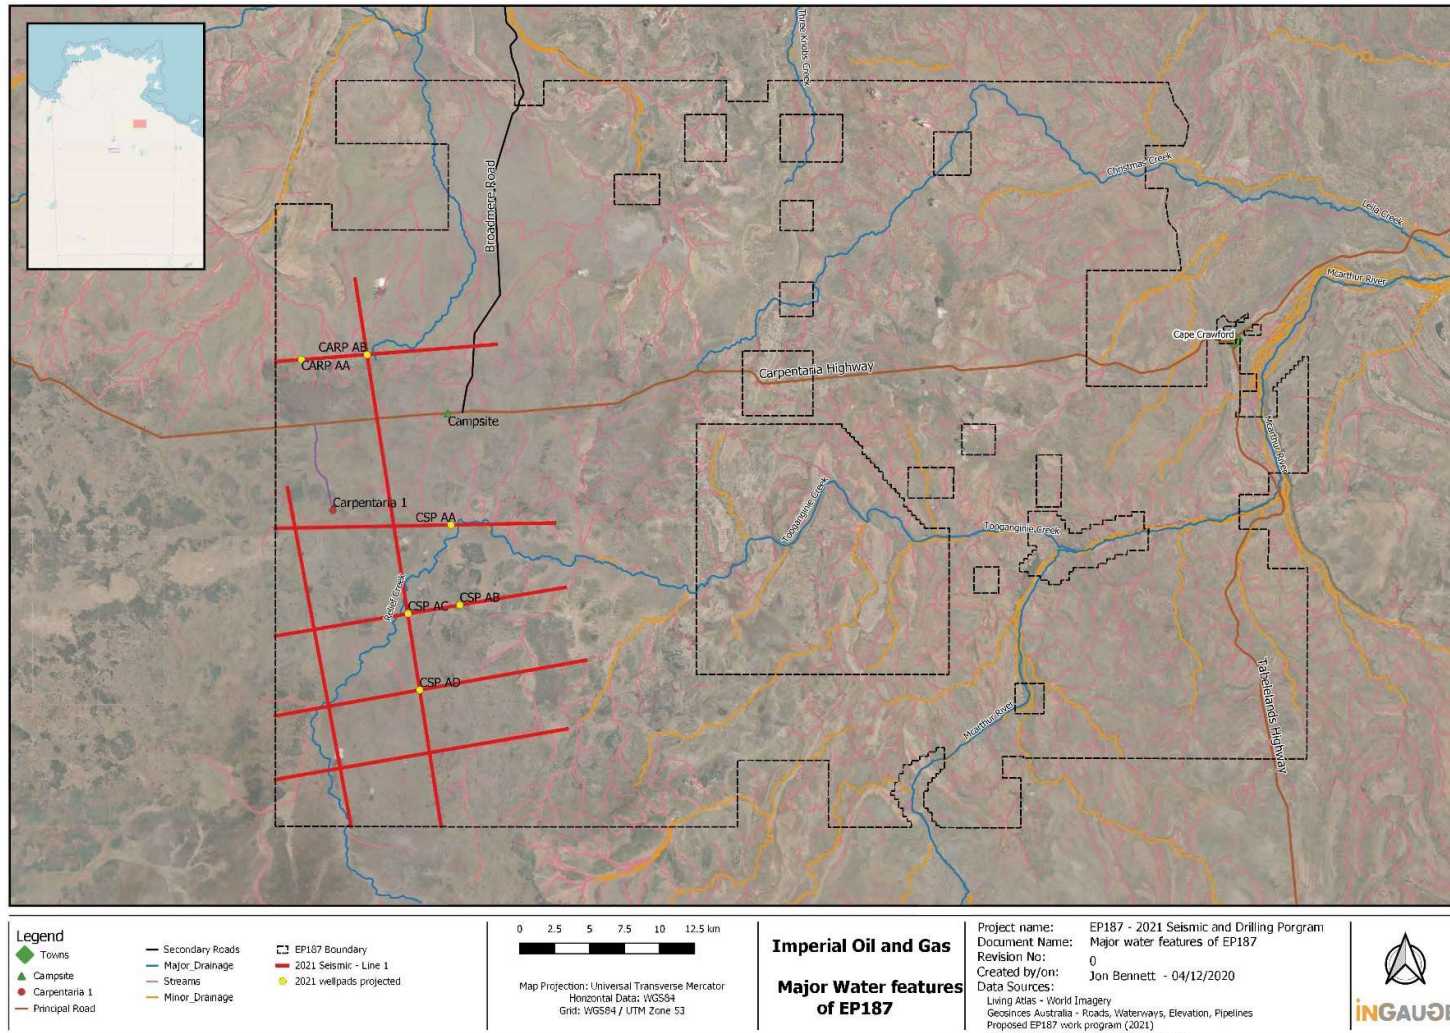 Three Knobs Creek
Christmas Creek
Leila Creek
Broadmere Road
Mcarthur River
Cape Crawford
CARP AB
CARP AA
Carpentaria Highway
Campsite
Mcarthur River
Carpentaria 1
CSP AA
Tooganginie Creek
Tooganginie Creek
Relief Creek
CSP AB
CSP AC
CSP AD
Tabelelands Highway
Mcarthur River
Legend
Towns
Campsite
Carpentaria 1
Principal Road
Secondary Roads
Major_Drainage
Streams
Minor_Drainage
EP187 Boundary
2021 Seismic - Line 1
2021 wellpads projected
0 2.5 5 7.5 10 12.5 km
Map Projection: Universal Transverse Mercator
Horizontal Data: WGS84
Grid: WGS84 / UTM Zone 53
Imperial Oil and Gas
Major Water features
of EP187
Project name: EP187 - 2021 Seismic and Drilling Porgram
Document Name: Major water features of EP187
Revision No: 0
Created by/on: Jon Bennett - 04/12/2020
Data Sources:
Living Atlas - World Imagery
Geosinces Australia - Roads, Waterways, Elevation, Pipelines
Proposed EP187 work program (2021)
INGAUGE